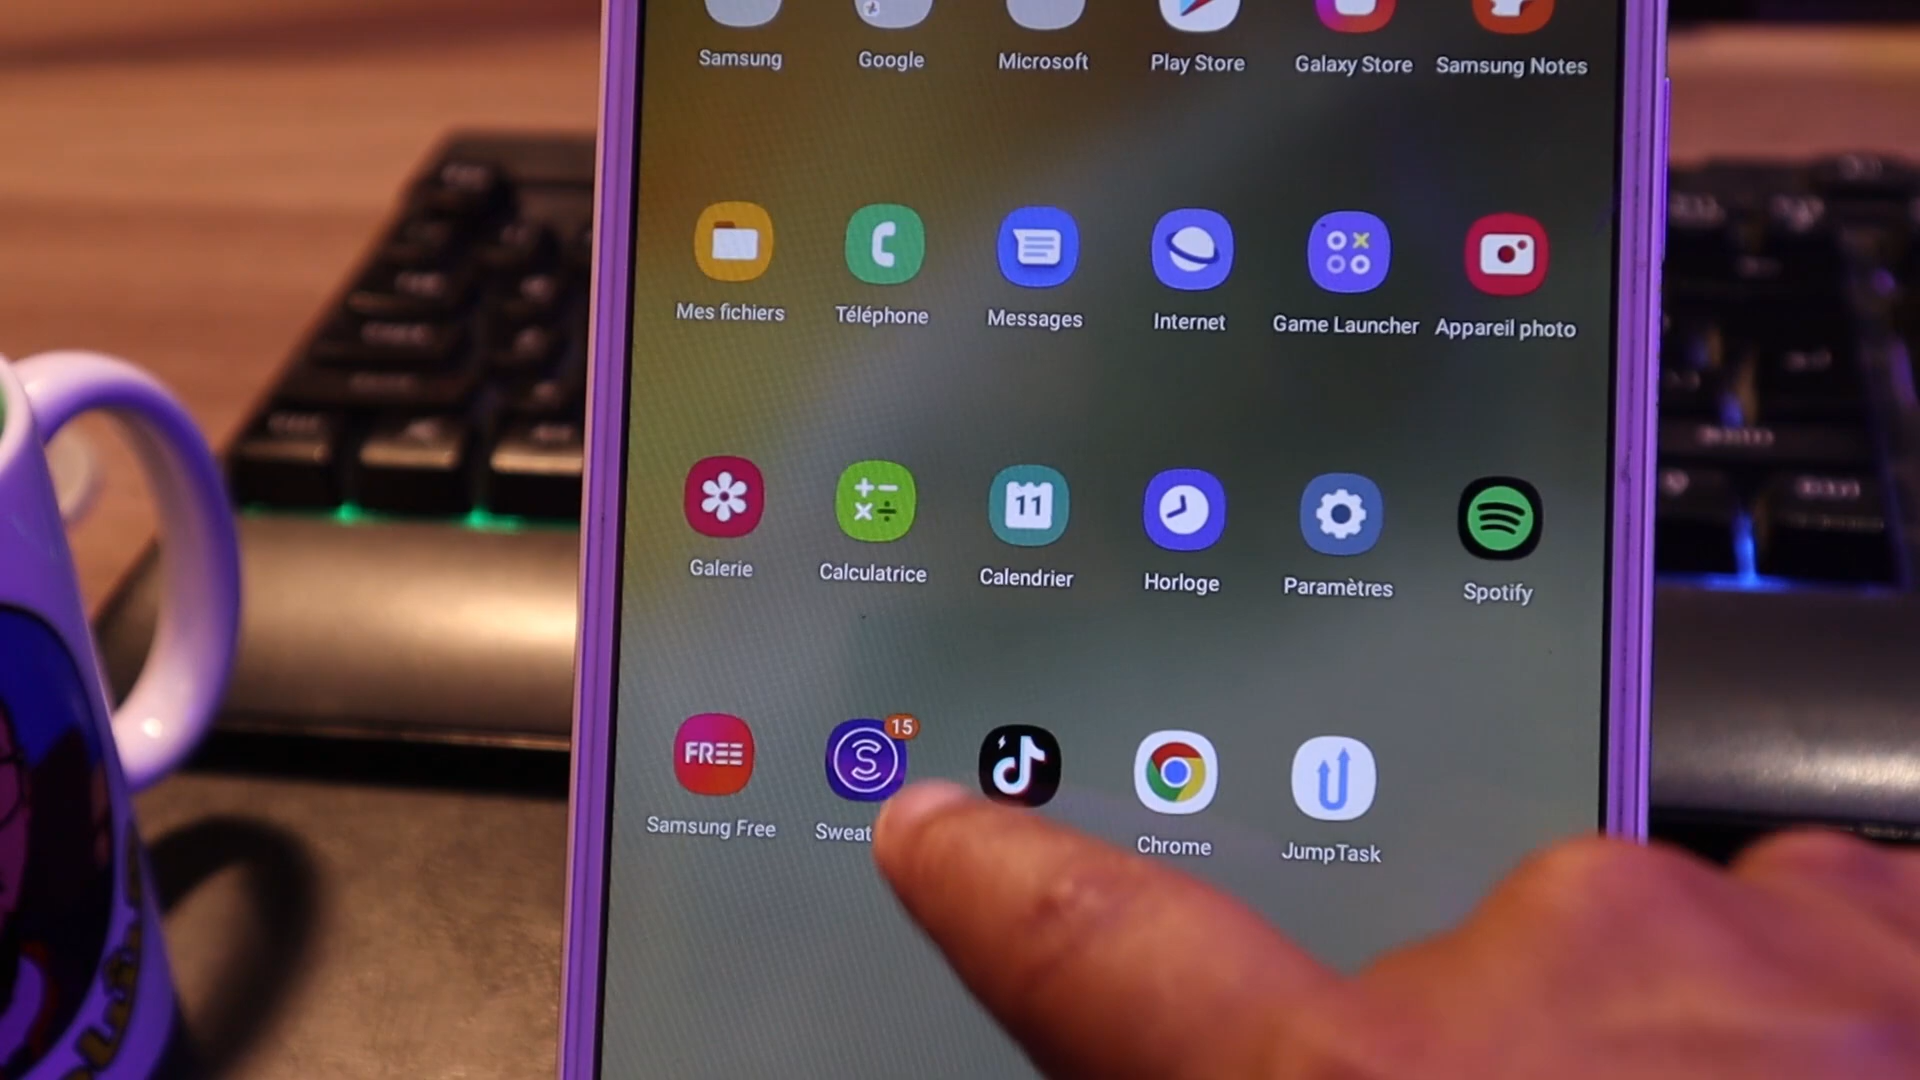 Samsung Google Microsoft Play Store Galaxy Store Samsung Notes
Mes fichiers Téléphone Messages Internet Game Launcher Appareil photo
11
Galerie Calculatrice Calendrier Horloge Paramètres Spotify
FREE 15
Samsung Free Sweat Chrome JumpTask